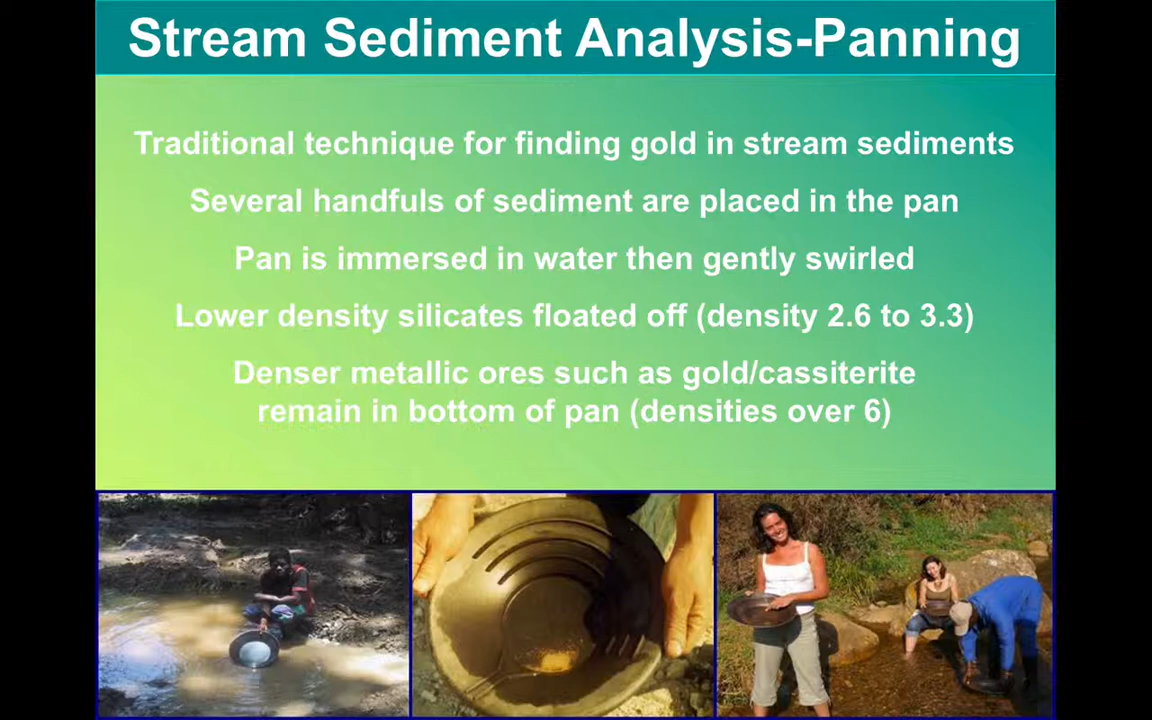 Stream Sediment Analysis-Panning
Traditional technique for finding gold in stream sediments
Several handfuls of sediment are placed in the pan
Pan is immersed in water then gently swirled
Lower density silicates floated off (density 2.6 to 3.3)
Denser metallic ores such as gold/cassiterite
remain in bottom of pan (densities over 6)